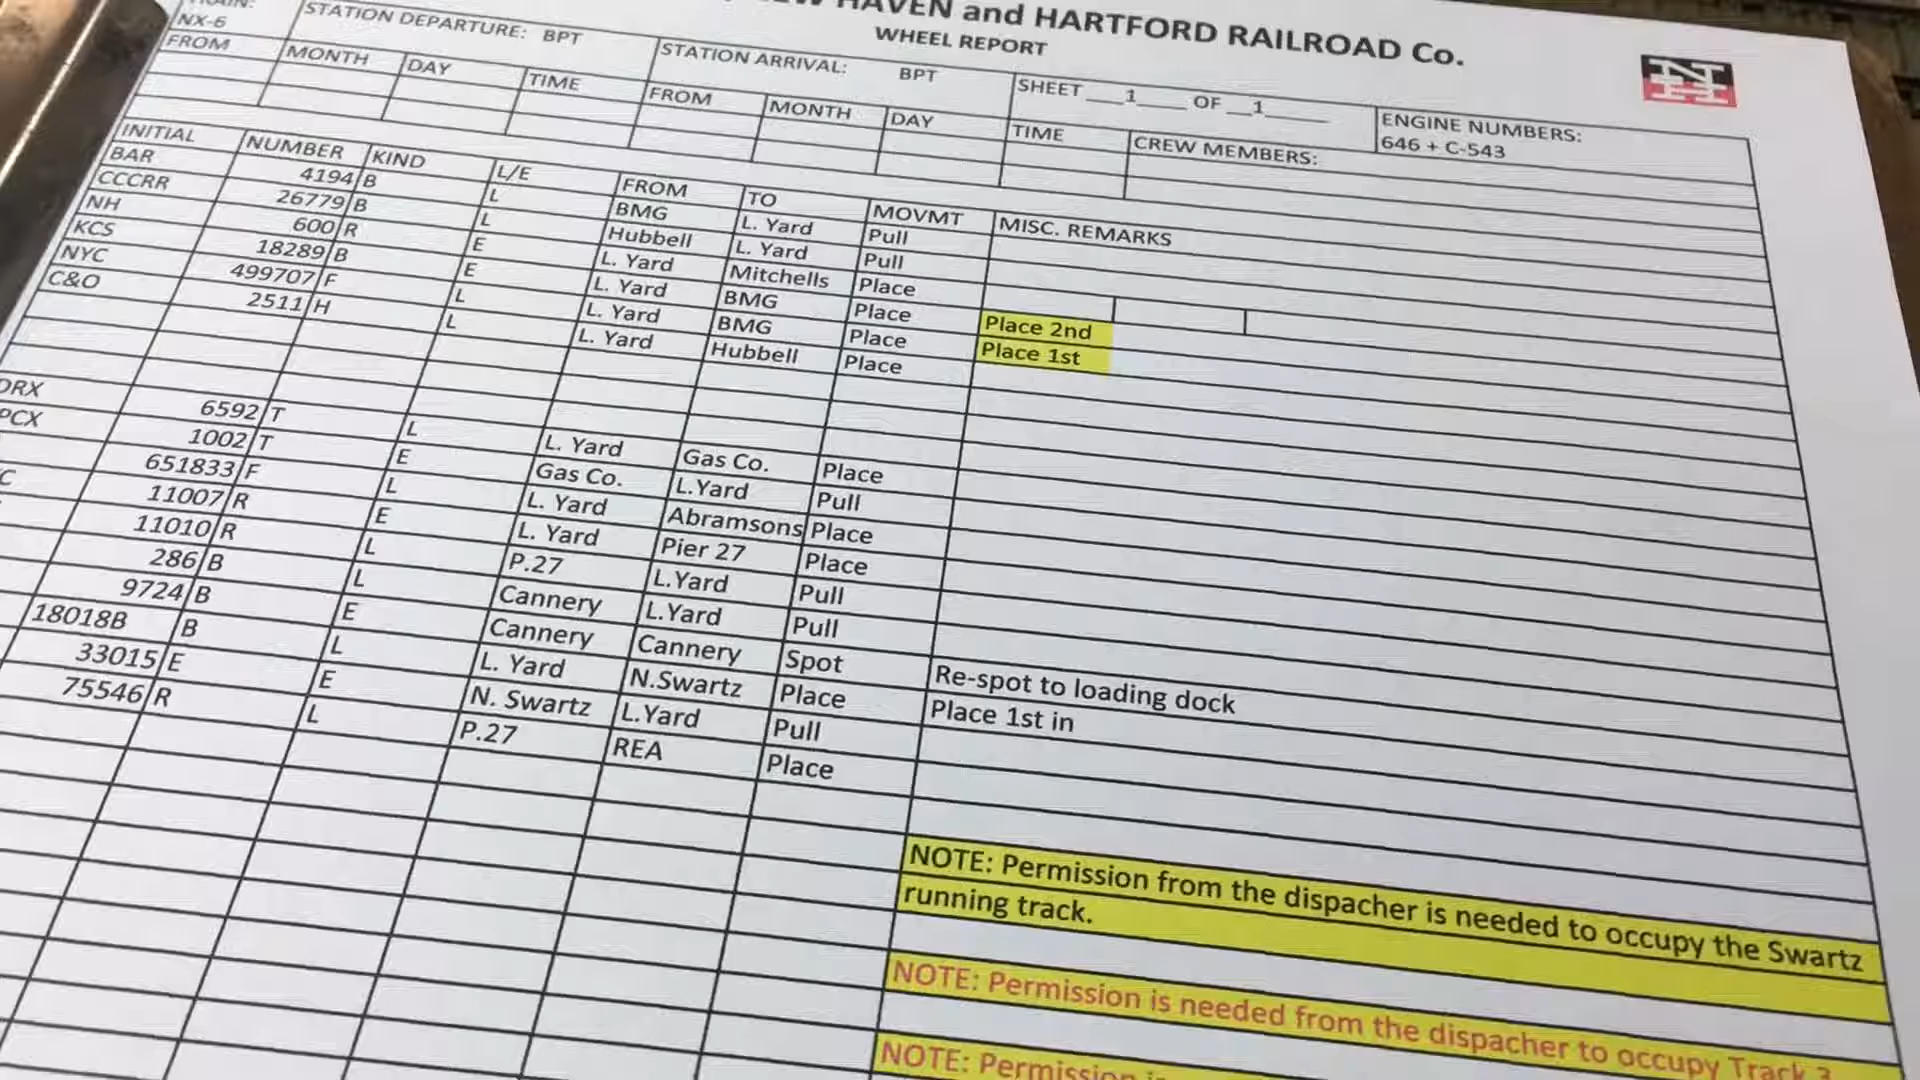 HAVEN and HARTFORD RAILROAD Co.
WHEEL REPORT
NX-6
STATION DEPARTURE: BPT
STATION ARRIVAL: BPT
SHEET ___1____ OF __1_____
ENGINE NUMBERS:
646 + C-543
FROM MONTH DAY TIME FROM MONTH DAY TIME CREW MEMBERS:
INITIAL NUMBER KIND L/E FROM TO MOVMT MISC. REMARKS
BAR 4194 B L BMG L. Yard Pull
CCCRR 26779 B L Hubbell L. Yard Pull
NH 600 R E L. Yard Mitchells Place
KCS 18289 B E L. Yard BMG Place Place 2nd
NYC 499707 F L L. Yard BMG Place Place 1st
C&O 2511 H L L. Yard Hubbell Place
6592 T L L. Yard Gas Co. Place
PCX 1002 T E Gas Co. L.Yard Pull
651833 F L L. Yard Abramsons Place
11007 R E L. Yard Pier 27 Place
11010 R L P.27 L.Yard Pull
286 B L Cannery L.Yard Pull
9724 B E Cannery Cannery Spot Re-spot to loading dock
18018B B L L. Yard N.Swartz Place Place 1st in
33015 E E N. Swartz L.Yard Pull
75546 R L P.27 REA Place
NOTE: Permission from the dispacher is needed to occupy the Swartz
running track.
NOTE: Permission is needed from the dispacher to occupy Track 3
NOTE: Permission